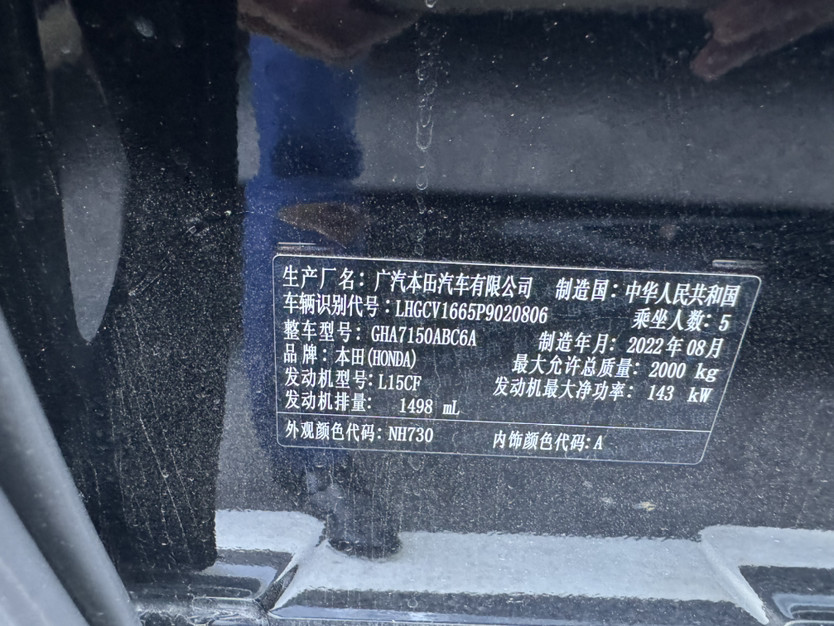 生产厂名：广汽本田汽车有限公司 制造国：中华人民共和国
车辆识别代号：LHGCV1665P9020806 乘坐人数：5
整车型号：GHA7150ABC6A 制造年月：2022年08月
品牌：本田(HONDA) 最大允许总质量：2000 kg
发动机型号：L15CF 发动机最大净功率：143 kW
发动机排量： 1498 mL
外观颜色代码：NH730 内饰颜色代码:A